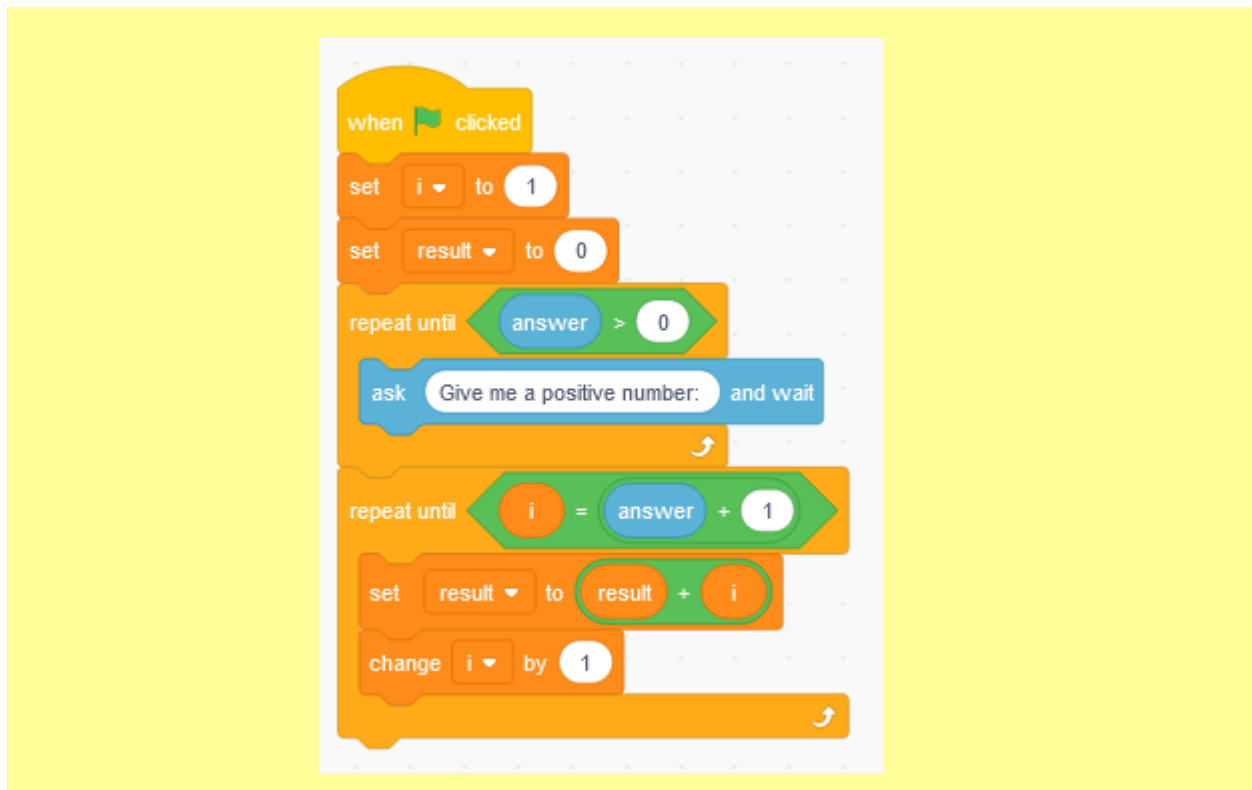 when clicked
set i to 1
set result to 0
repeat until answer > 0
ask Give me a positive number: and wait
repeat until i = answer + 1
set result to result + i
change i by 1